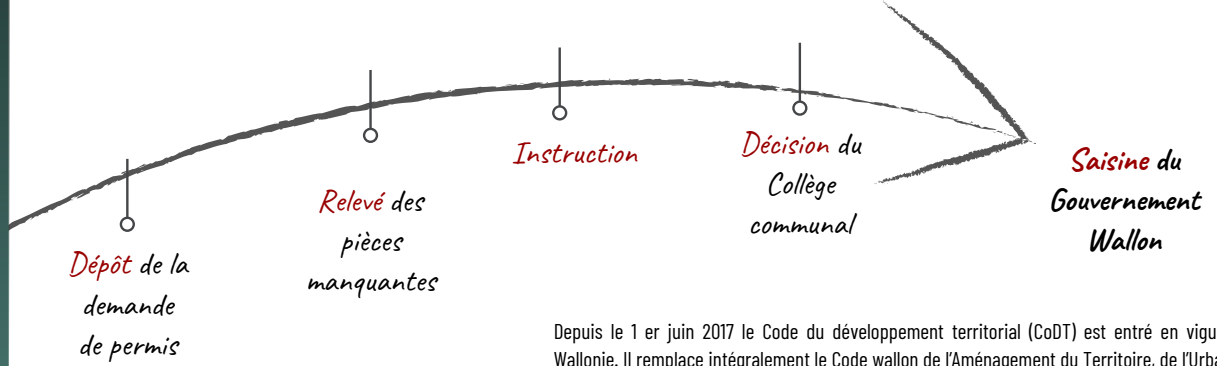 Dépôt de la
demande
de permis
Relevé des
pièces
manquantes
Instruction
Décision du
Collège
communal
Saisine du
Gouvernement
Wallon
Depuis le 1 er juin 2017 le Code du développement territorial (CoDT) est entré en vigu
Wallonie. Il remplace intégralement le Code wallon de l'Aménagement du Territoire, de l'Urba